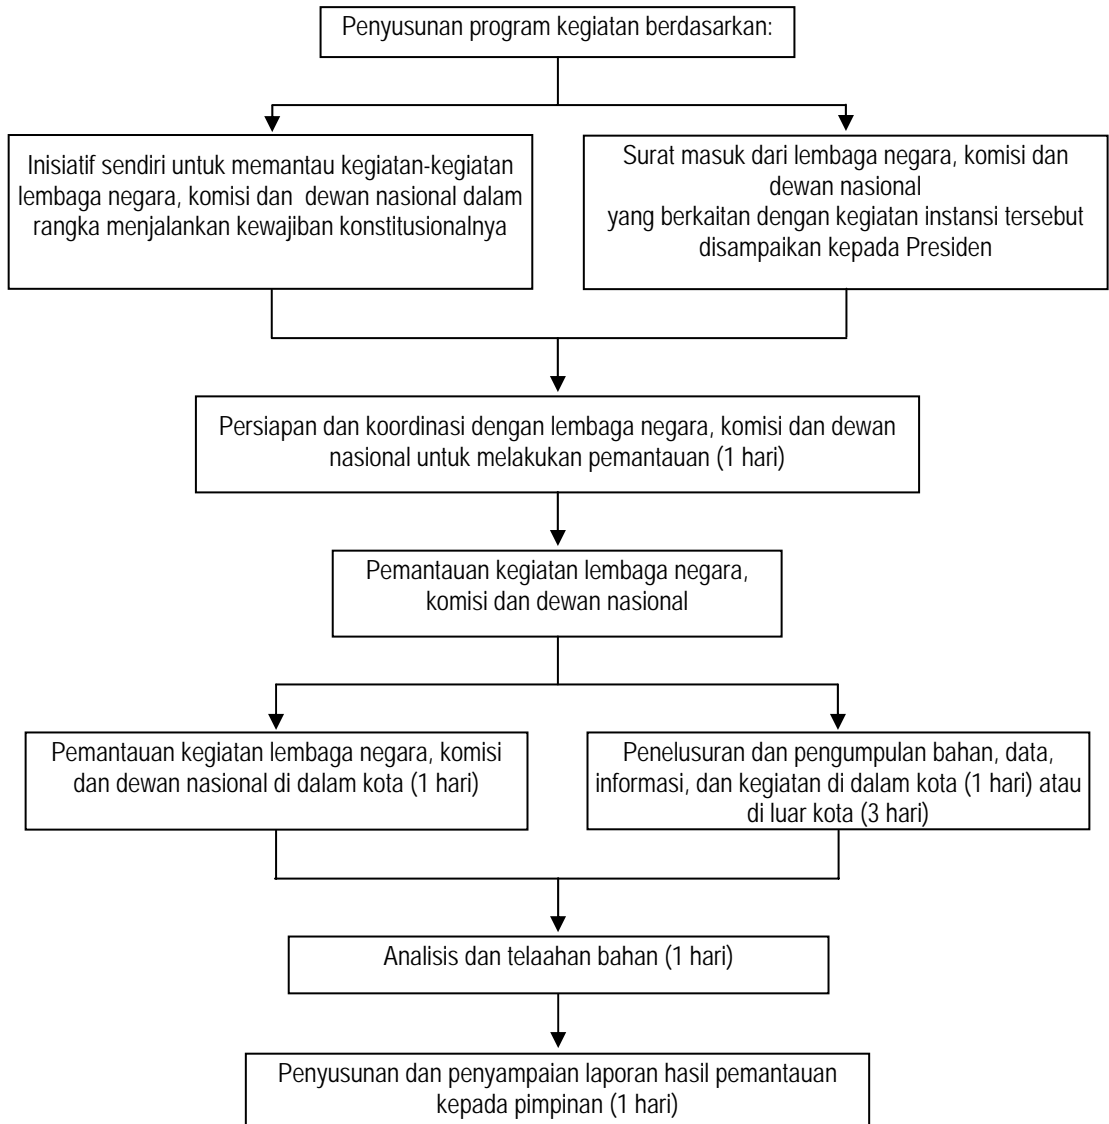 Penyusunan program kegiatan berdasarkan:
Inisiatif sendiri untuk memantau kegiatan-kegiatan
lembaga negara, komisi dan dewan nasional dalam
rangka menjalankan kewajiban konstitusionalnya
Surat masuk dari lembaga negara, komisi dan
dewan nasional
yang berkaitan dengan kegiatan instansi tersebut
disampaikan kepada Presiden
Persiapan dan koordinasi dengan lembaga negara, komisi dan dewan
nasional untuk melakukan pemantauan (1 hari)
Pemantauan kegiatan lembaga negara,
komisi dan dewan nasional
Pemantauan kegiatan lembaga negara, komisi
dan dewan nasional di dalam kota (1 hari)
Penelusuran dan pengumpulan bahan, data,
informasi, dan kegiatan di dalam kota (1 hari) atau
di luar kota (3 hari)
Analisis dan telaahan bahan (1 hari)
Penyusunan dan penyampaian laporan hasil pemantauan
kepada pimpinan (1 hari)